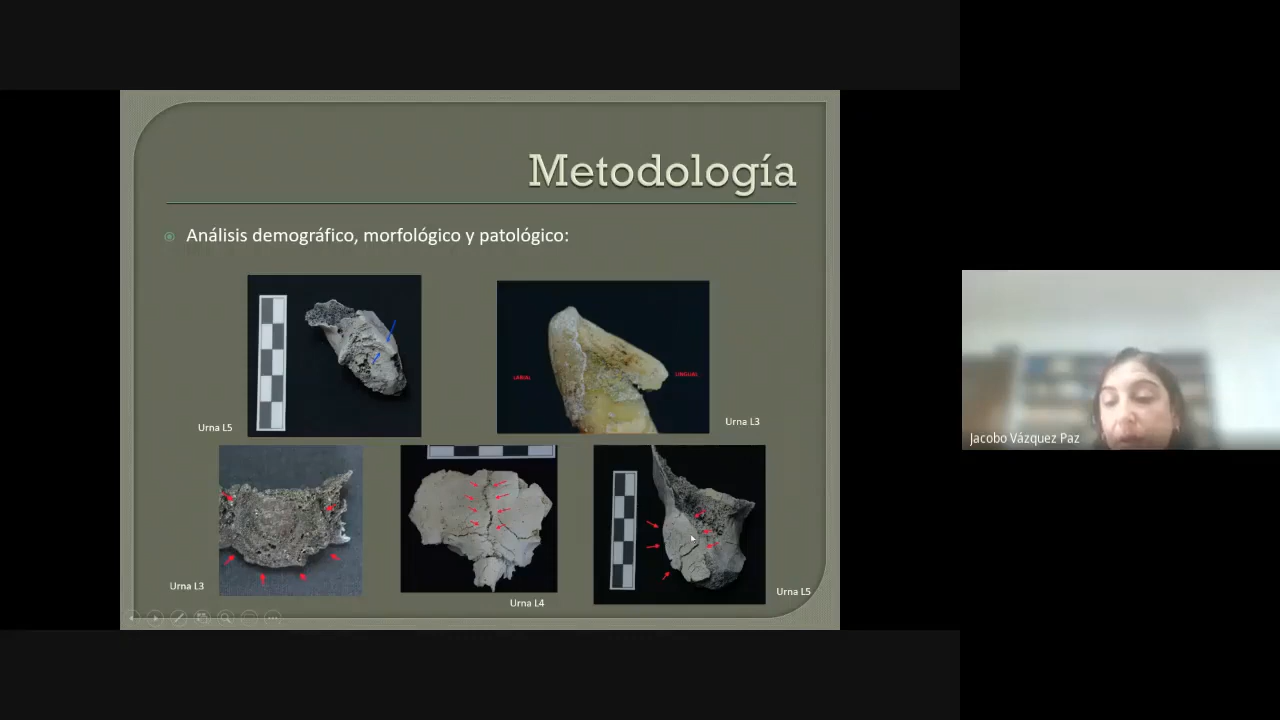 Metodología
Análisis demográfico, morfológico y patológico:
LABIAL
LINGUAL
Urna L5
Urna L3
Urna L3
Urna L4
Urna L5
Jacobo Vázquez Paz